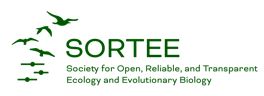 SORTEE
Society for Open, Reliable, and Transparent
Ecology and Evolutionary Biology